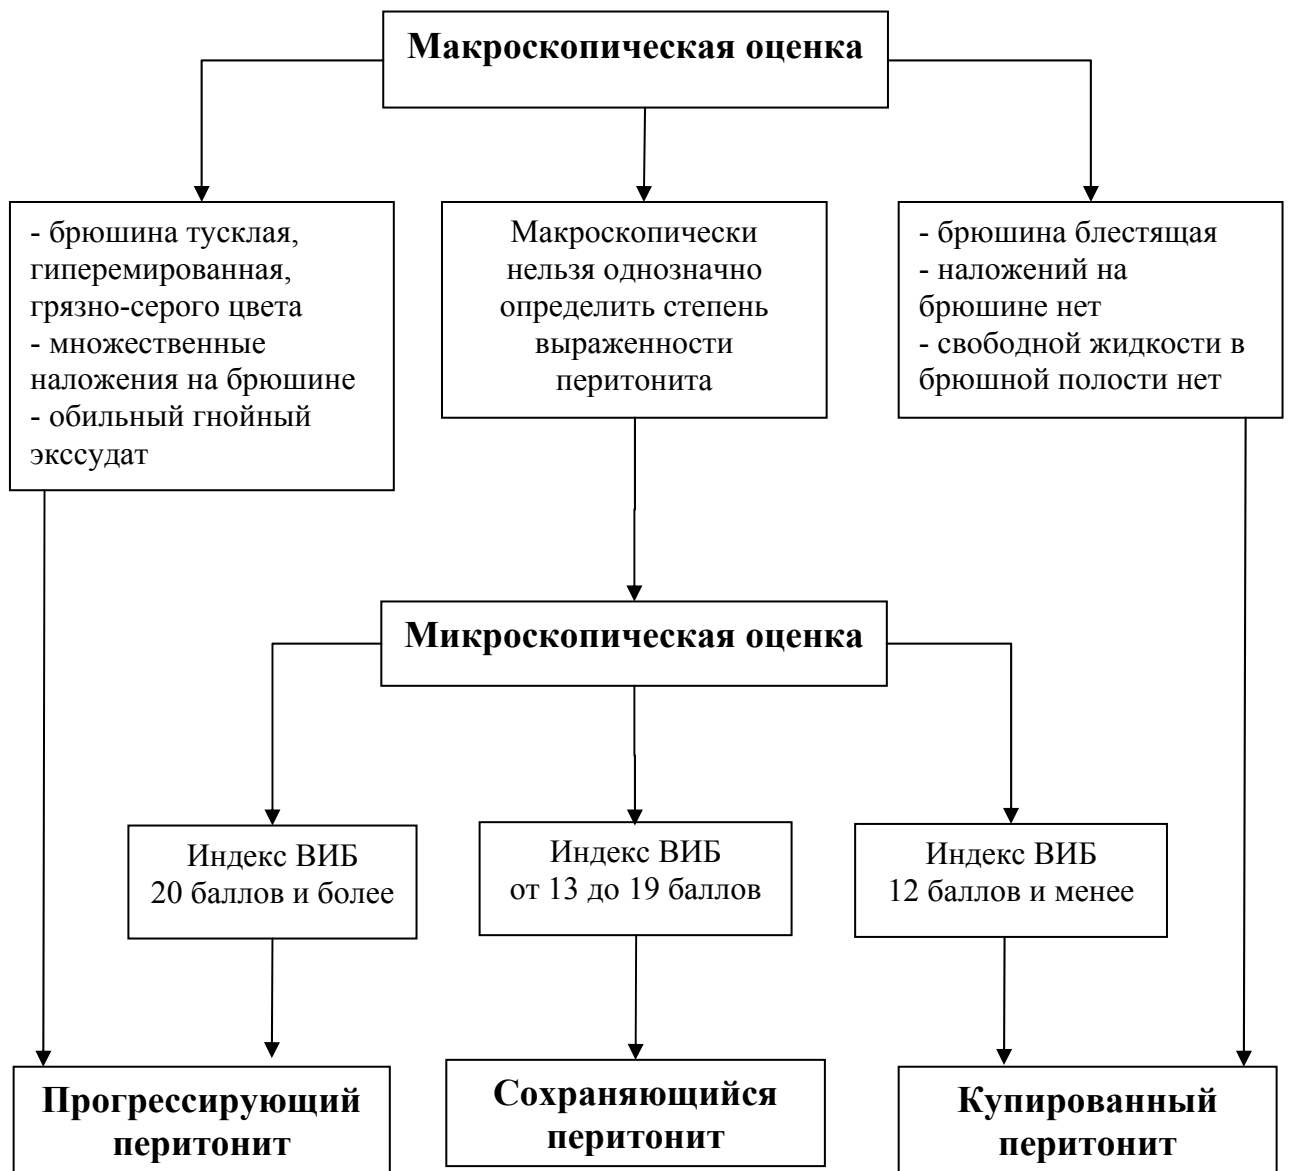 Макроскопическая оценка
- брюшина тусклая,
гиперемированная,
грязно-серого цвета
- множественные
наложения на брюшине
- обильный гнойный
экссудат
Макроскопически
нельзя однозначно
определить степень
выраженности
перитонита
- брюшина блестящая
- наложений на
брюшине нет
- свободной жидкости в
брюшной полости нет
Микроскопическая оценка
Индекс ВИБ
20 баллов и более
Индекс ВИБ
от 13 до 19 баллов
Индекс ВИБ
12 баллов и менее
Прогрессирующий
перитонит
Сохраняющийся
перитонит
Купированный
перитонит